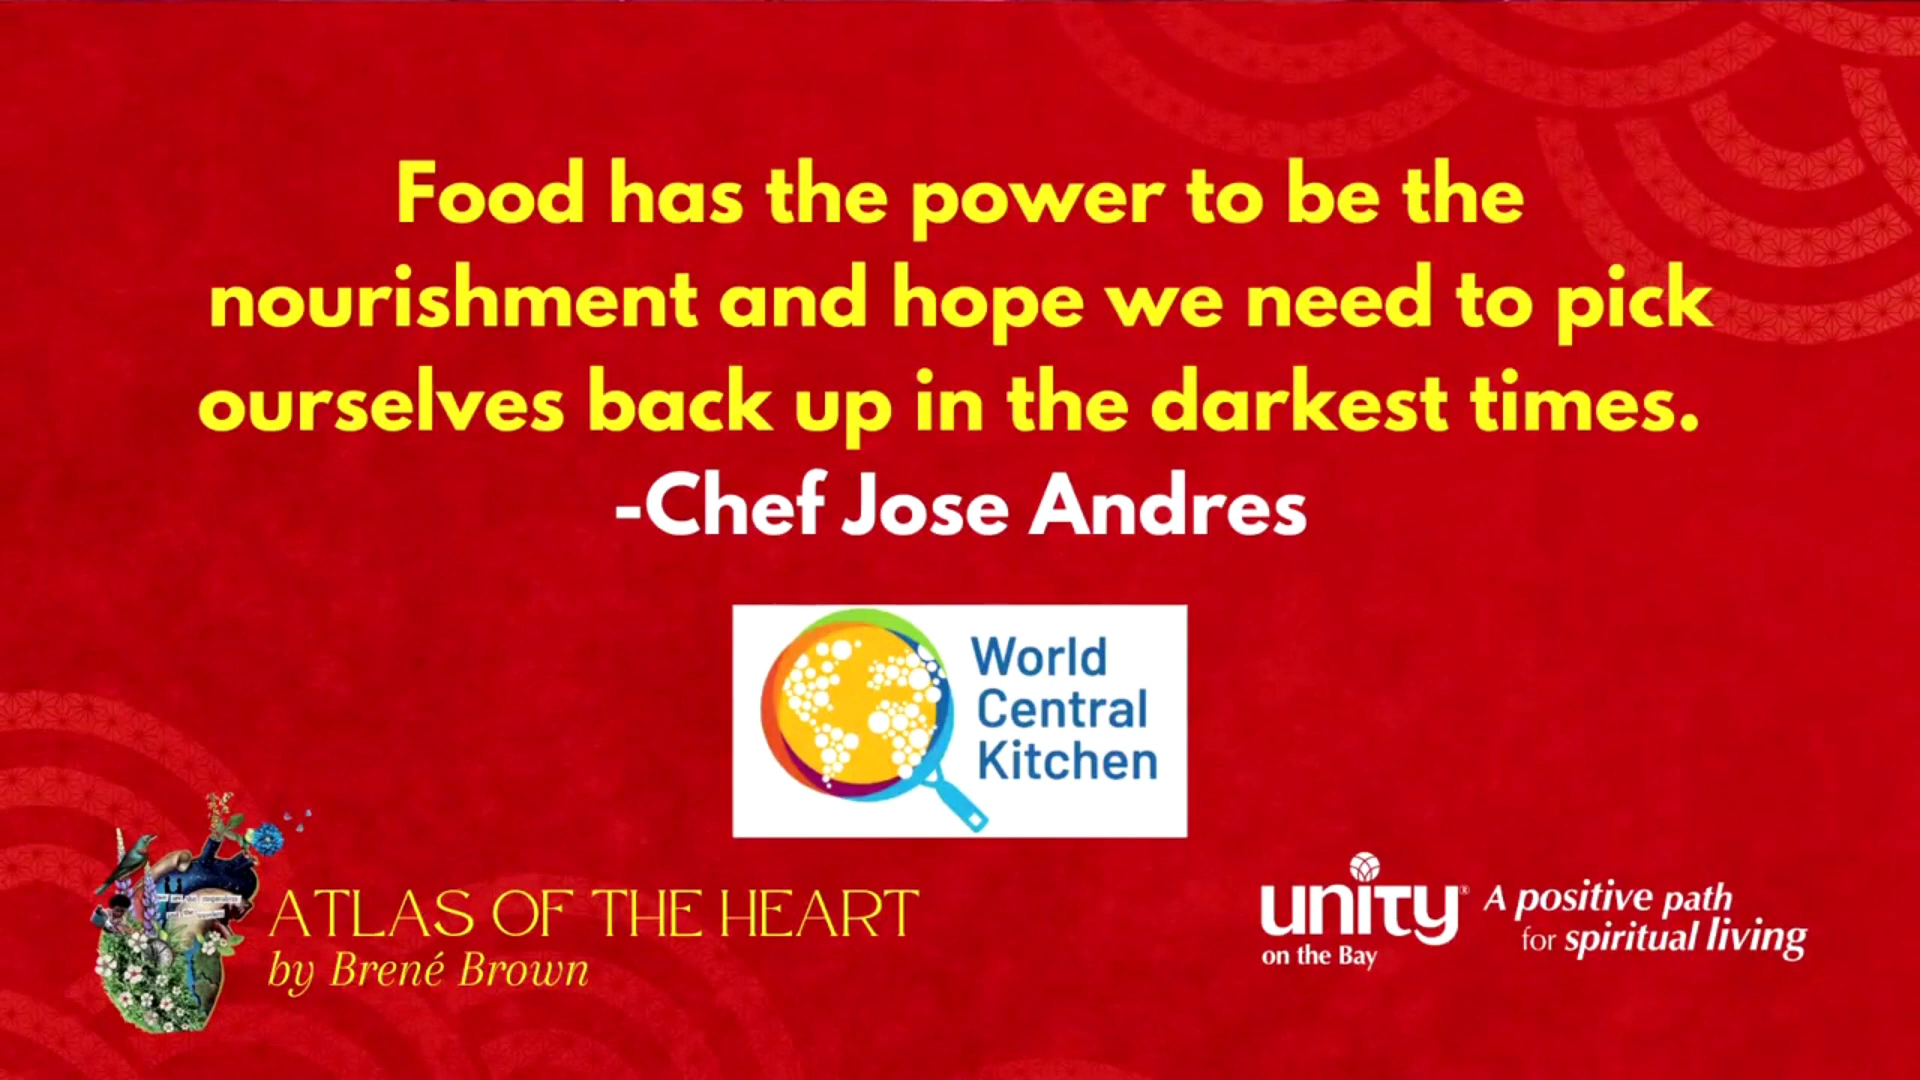 Food has the power to be the
nourishment and hope we need to pick
ourselves back up in the darkest times.
-Chef Jose Andres
World
Central
Kitchen
ATLAS OF THE HEART
by Brené Brown
unity®
on the Bay
A positive path
for spiritual living